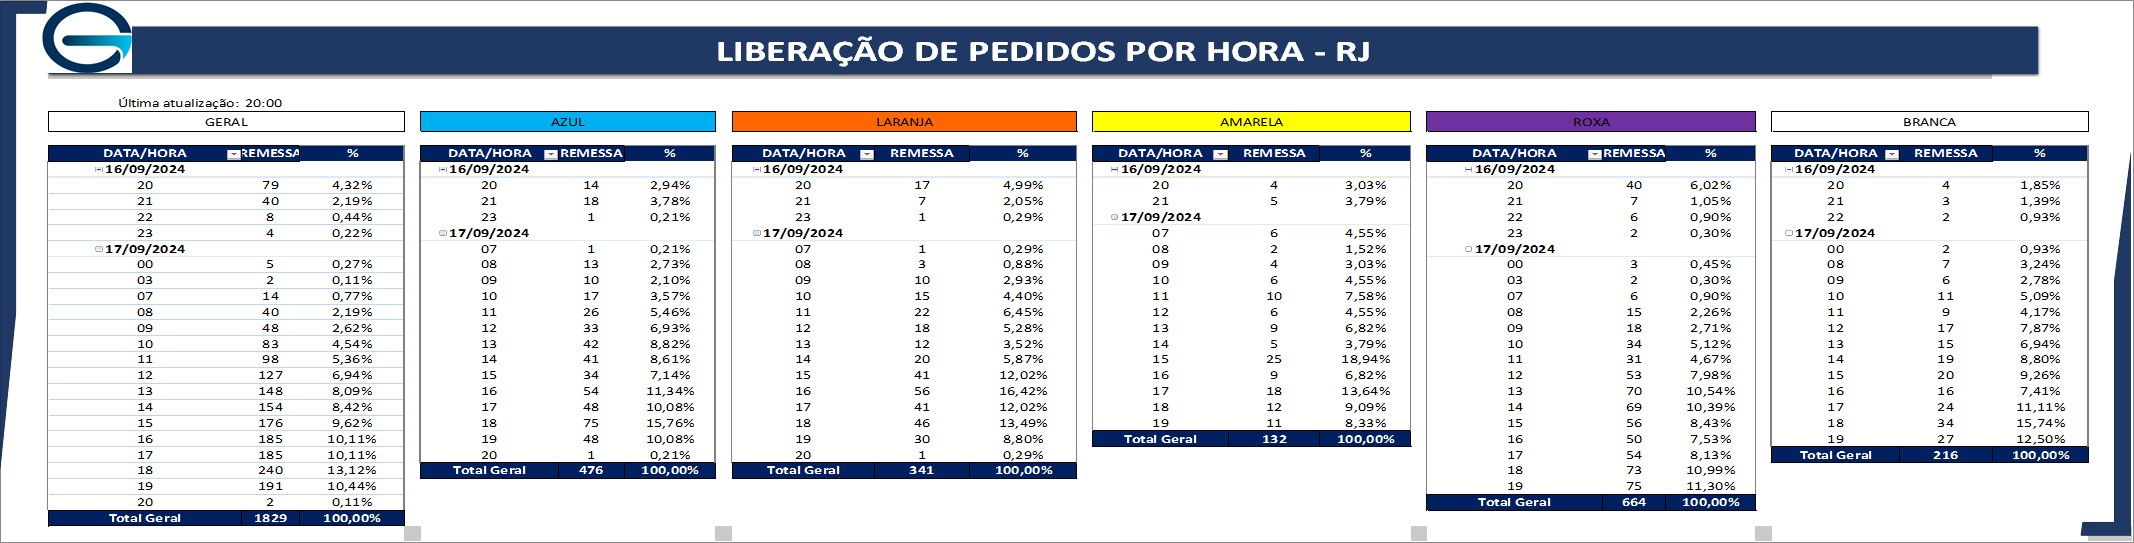 LIBERAÇÃO DE PEDIDOS POR HORA - RJ
Última atualização: 20:00
GERAL
DATA/HORA REMESSA %
16/09/2024
20 79 4,32%
21 40 2,19%
22 8 0,44%
23 4 0,22%
17/09/2024
00 5 0,27%
03 2 0,11%
07 14 0,77%
08 40 2,19%
09 48 2,62%
10 83 4,54%
11 98 5,36%
12 127 6,94%
13 148 8,09%
14 154 8,42%
15 176 9,62%
16 185 10,11%
17 185 10,11%
18 240 13,12%
19 191 10,44%
20 2 0,11%
Total Geral 1829 100,00%
AZUL
DATA/HORA REMESSA %
16/09/2024
20 14 2,94%
21 18 3,78%
23 1 0,21%
17/09/2024
07 1 0,21%
08 13 2,73%
09 10 2,10%
10 17 3,57%
11 26 5,46%
12 33 6,93%
13 42 8,82%
14 41 8,61%
15 34 7,14%
16 54 11,34%
17 48 10,08%
18 75 15,76%
19 48 10,08%
20 1 0,21%
Total Geral 476 100,00%
LARANJA
DATA/HORA REMESSA %
16/09/2024
20 17 4,99%
21 7 2,05%
23 1 0,29%
17/09/2024
07 1 0,29%
08 3 0,88%
09 10 2,93%
10 15 4,40%
11 22 6,45%
12 18 5,28%
13 12 3,52%
14 20 5,87%
15 41 12,02%
16 56 16,42%
17 41 12,02%
18 46 13,49%
19 30 8,80%
20 1 0,29%
Total Geral 341 100,00%
AMARELA
DATA/HORA REMESSA %
16/09/2024
20 4 3,03%
21 5 3,79%
17/09/2024
07 6 4,55%
08 2 1,52%
09 4 3,03%
10 6 4,55%
11 10 7,58%
12 6 4,55%
13 9 6,82%
14 5 3,79%
15 25 18,94%
16 9 6,82%
17 18 13,64%
18 12 9,09%
19 11 8,33%
Total Geral 132 100,00%
ROXA
DATA/HORA REMESSA %
16/09/2024
20 40 6,02%
21 7 1,05%
22 6 0,90%
23 2 0,30%
17/09/2024
00 3 0,45%
03 2 0,30%
07 6 0,90%
08 15 2,26%
09 18 2,71%
10 34 5,12%
11 31 4,67%
12 53 7,98%
13 70 10,54%
14 69 10,39%
15 56 8,43%
16 50 7,53%
17 54 8,13%
18 73 10,99%
19 75 11,30%
Total Geral 664 100,00%
BRANCA
DATA/HORA REMESSA %
16/09/2024
20 4 1,85%
21 3 1,39%
22 2 0,93%
17/09/2024
00 2 0,93%
08 7 3,24%
09 6 2,78%
10 11 5,09%
11 9 4,17%
12 17 7,87%
13 15 6,94%
14 19 8,80%
15 20 9,26%
16 16 7,41%
17 24 11,11%
18 34 15,74%
19 27 12,50%
Total Geral 216 100,00%